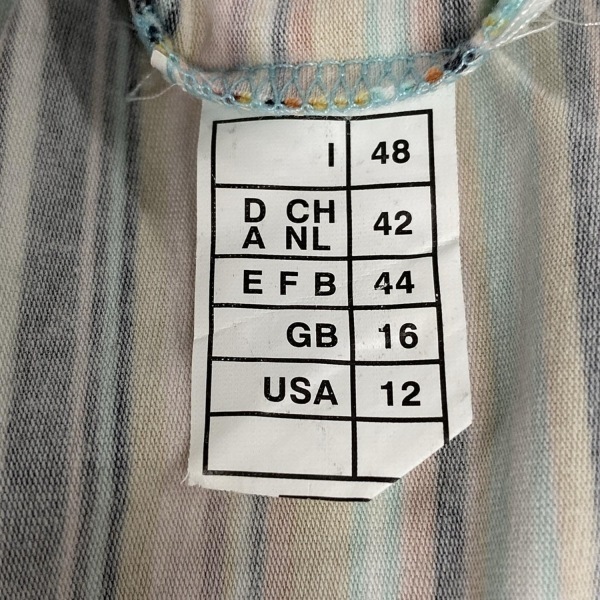 I 48
D CH
A NL 42
E F B 44
GB 16
USA 12